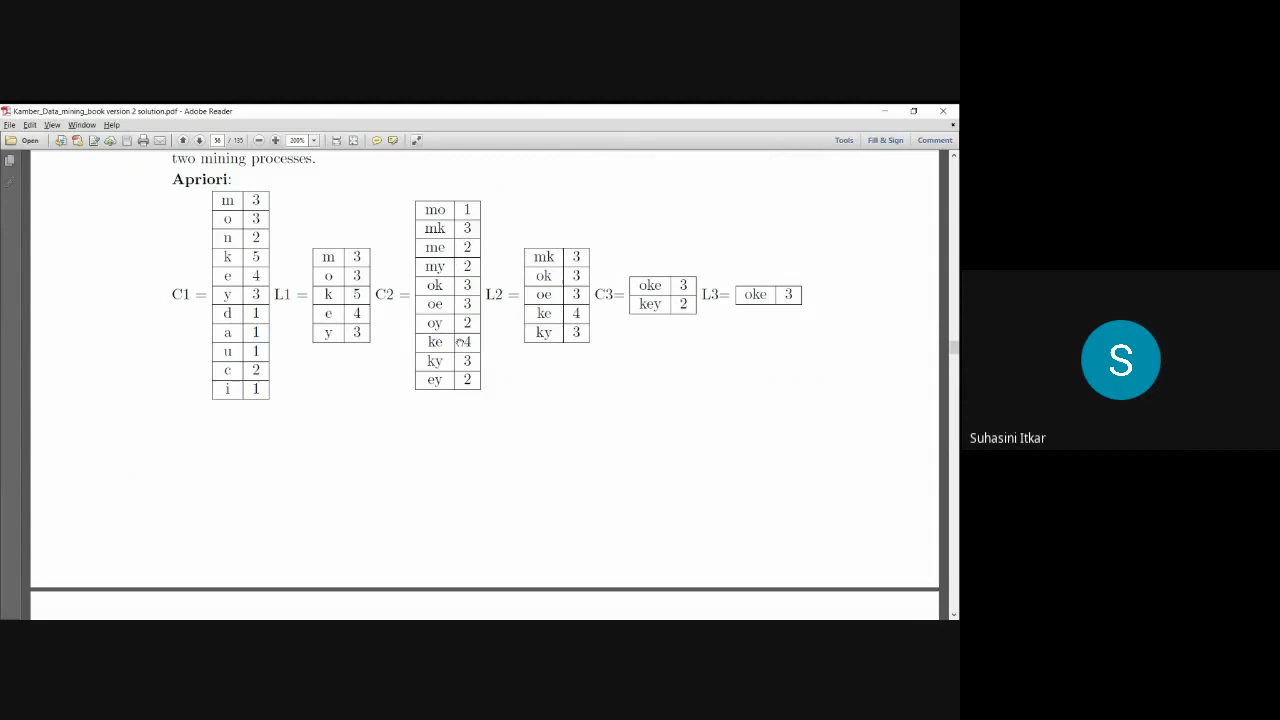 Kamber_Data_mining_book version 2 solution.pdf - Adobe Reader
File Edit View Window Help
Open 56 / 135 200% Tools Fill & Sign Comment
two mining processes.
Apriori:
C1 =
m 3
o 3
n 2
k 5
e 4
y 3
d 1
a 1
u 1
c 2
i 1
L1 =
m 3
o 3
k 5
e 4
y 3
C2 =
mo 1
mk 3
me 2
my 2
ok 3
oe 3
oy 2
ke 4
ky 3
ey 2
L2 =
mk 3
ok 3
oe 3
ke 4
ky 3
C3=
oke 3
key 2
L3=
oke 3
S
Suhasini Itkar